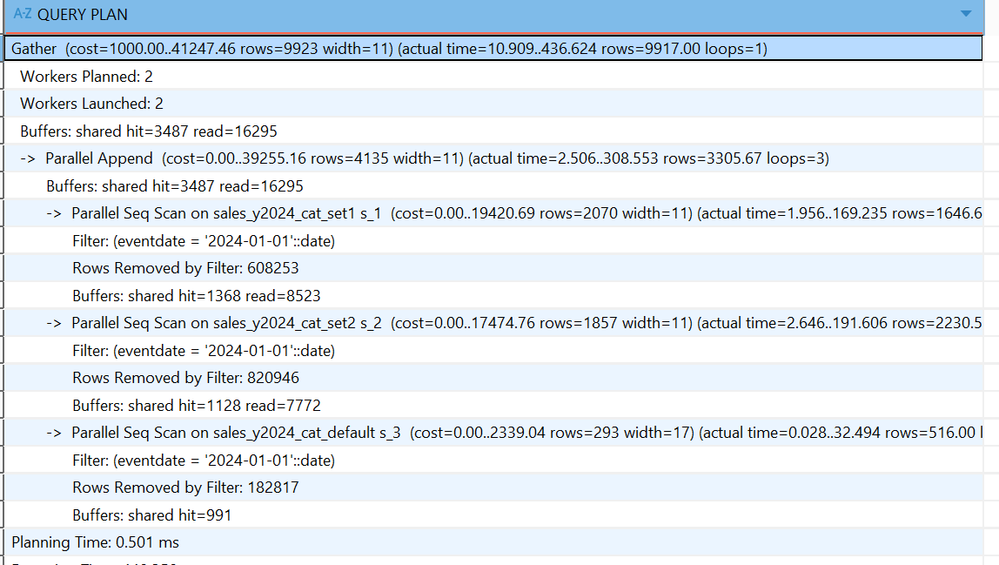 A-Z QUERY PLAN
Gather (cost=1000.00..41247.46 rows=9923 width=11) (actual time=10.909..436.624 rows=9917.00 loops=1)
Workers Planned: 2
Workers Launched: 2
Buffers: shared hit=3487 read=16295
-> Parallel Append (cost=0.00..39255.16 rows=4135 width=11) (actual time=2.506..308.553 rows=3305.67 loops=3)
Buffers: shared hit=3487 read=16295
-> Parallel Seq Scan on sales_y2024_cat_set1 s_1 (cost=0.00..19420.69 rows=2070 width=11) (actual time=1.956..169.235 rows=1646.6
Filter: (eventdate = '2024-01-01'::date)
Rows Removed by Filter: 608253
Buffers: shared hit=1368 read=8523
-> Parallel Seq Scan on sales_y2024_cat_set2 s_2 (cost=0.00..17474.76 rows=1857 width=11) (actual time=2.646..191.606 rows=2230.5
Filter: (eventdate = '2024-01-01'::date)
Rows Removed by Filter: 820946
Buffers: shared hit=1128 read=7772
-> Parallel Seq Scan on sales_y2024_cat_default s_3 (cost=0.00..2339.04 rows=293 width=17) (actual time=0.028..32.494 rows=516.00
Filter: (eventdate = '2024-01-01'::date)
Rows Removed by Filter: 182817
Buffers: shared hit=991
Planning Time: 0.501 ms